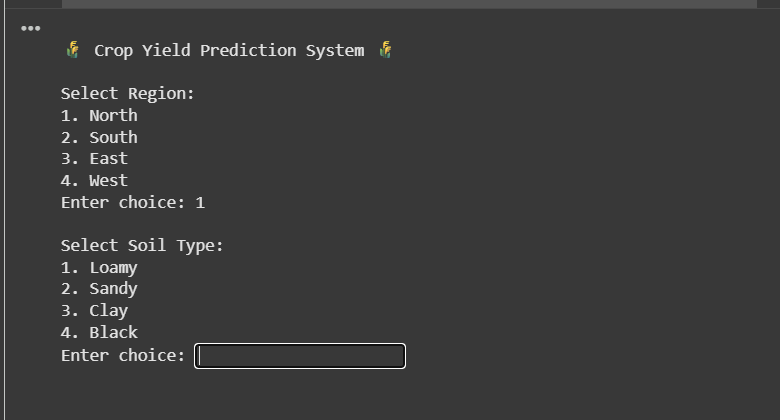 🌾 Crop Yield Prediction System 🌾
Select Region:
1. North
2. South
3. East
4. West
Enter choice: 1
Select Soil Type:
1. Loamy
2. Sandy
3. Clay
4. Black
Enter choice: